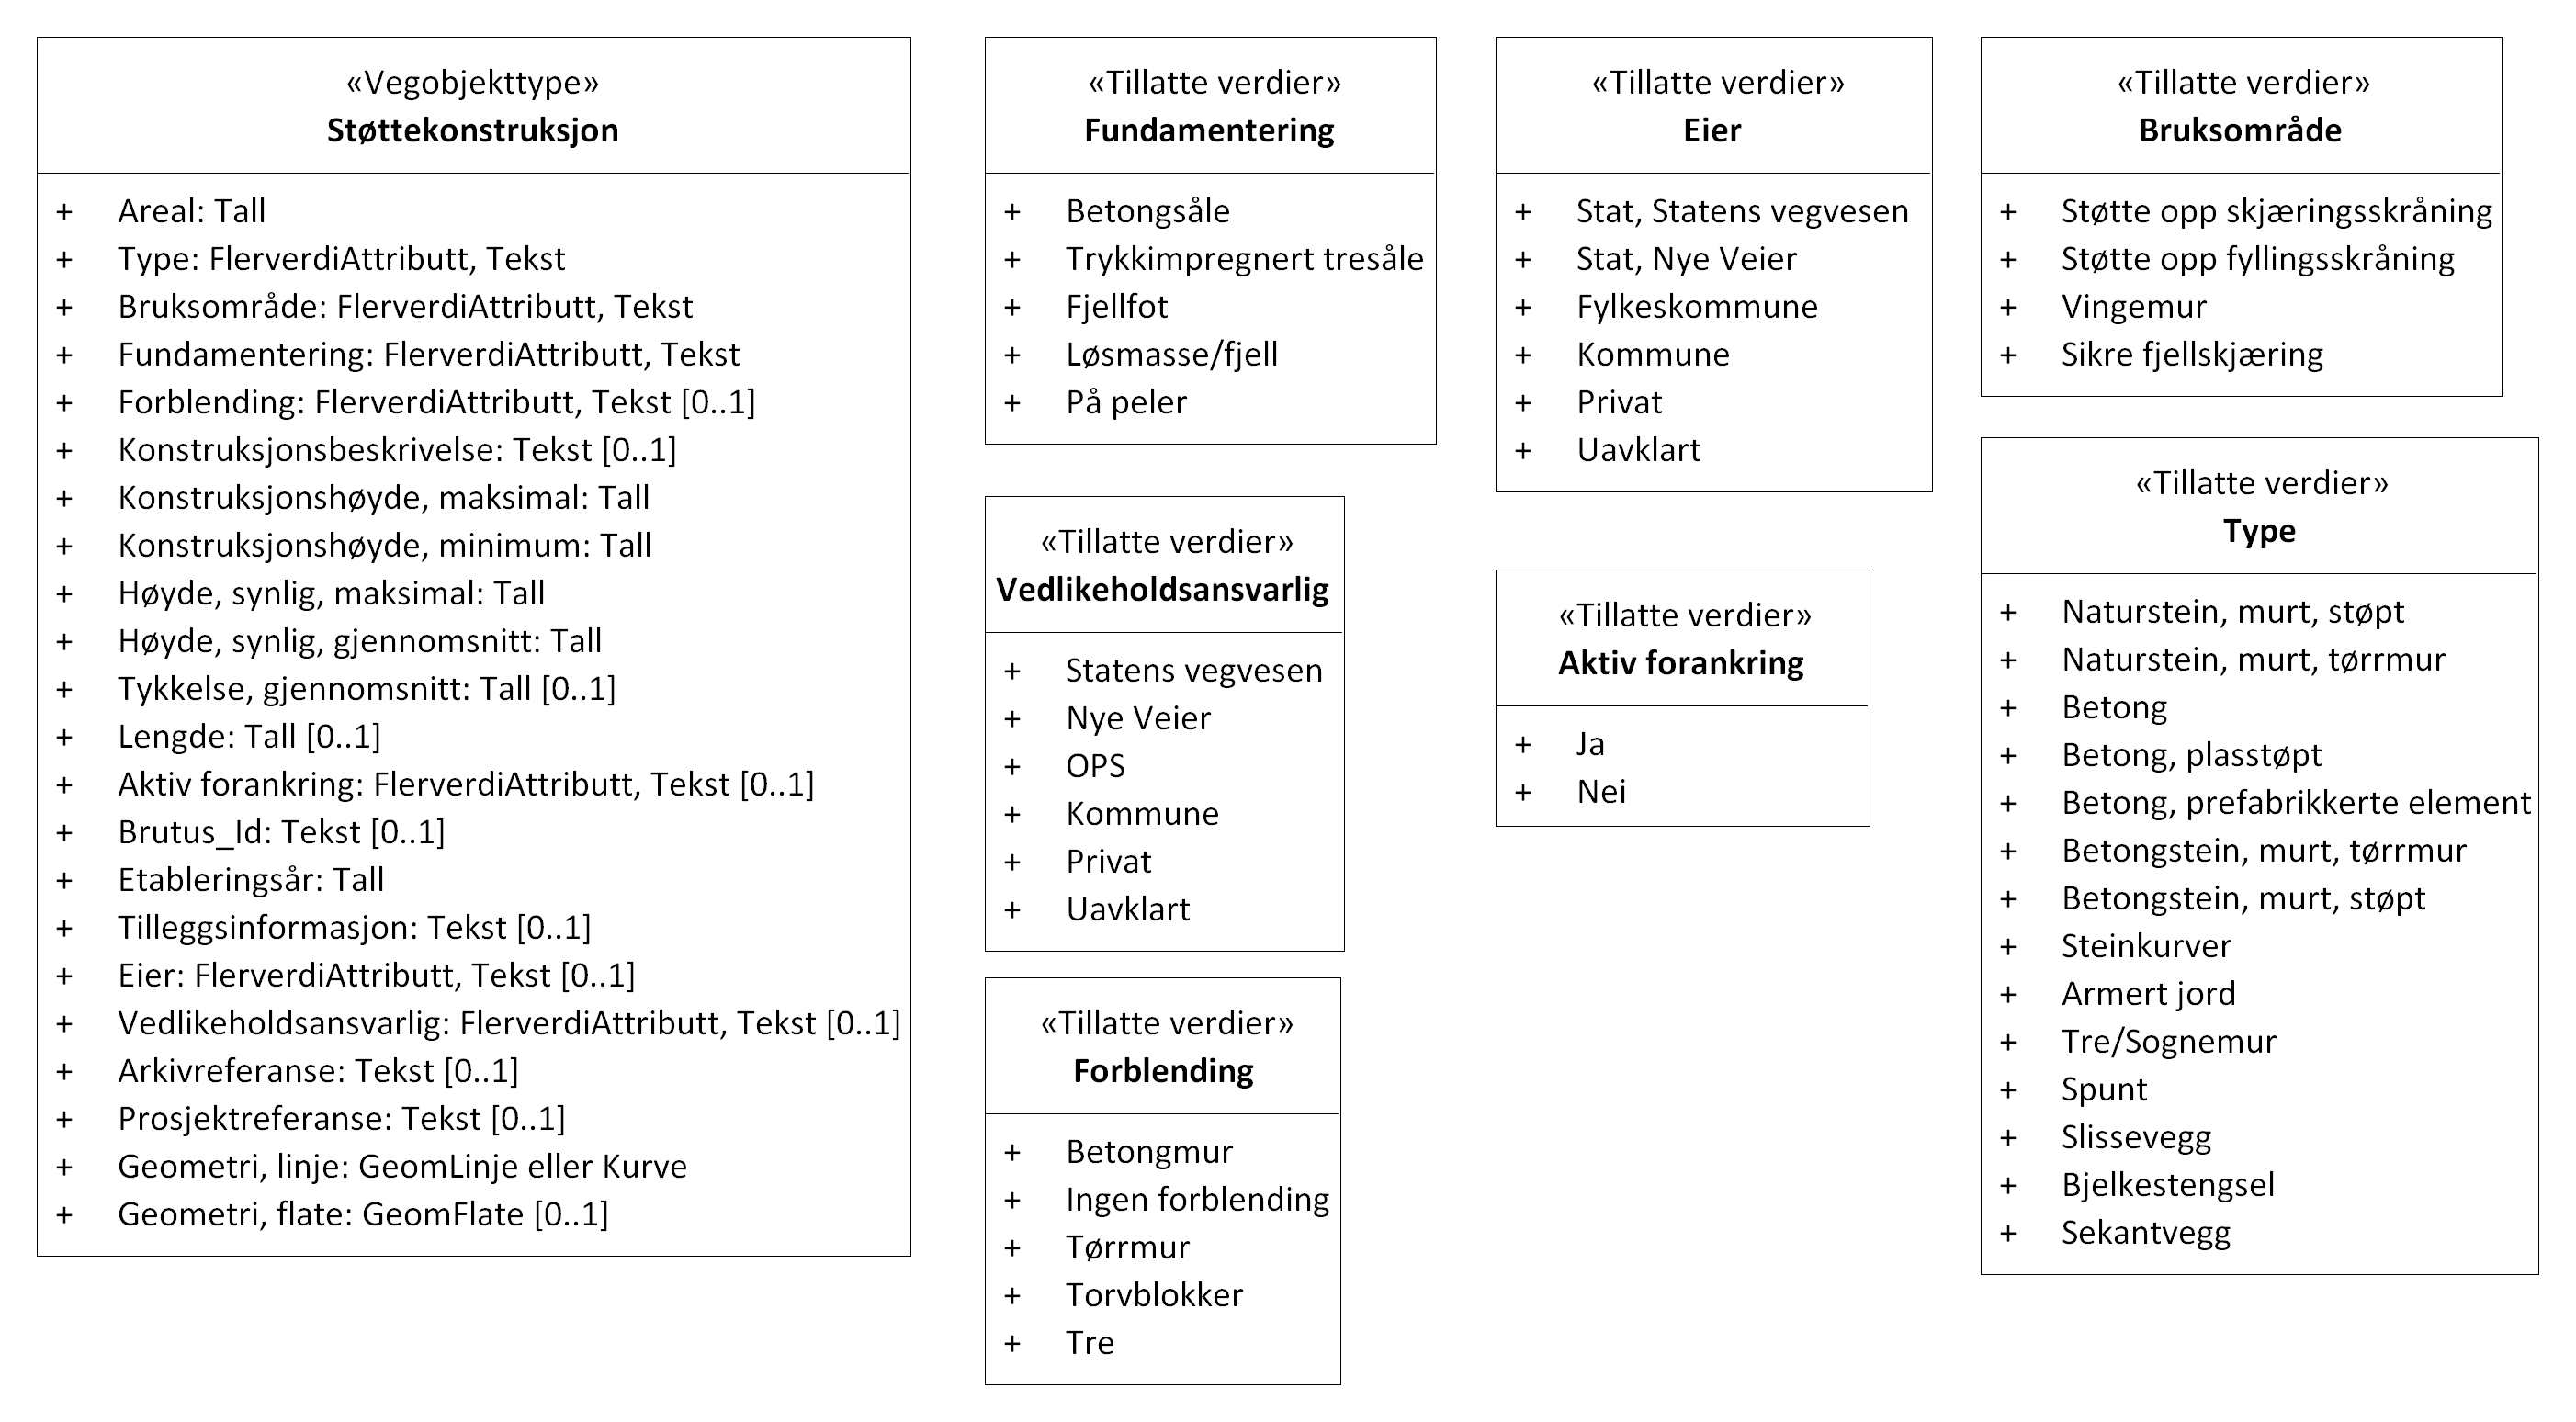 «Vegobjekttype»
Støttekonstruksjon
+ Areal: Tall
+ Type: FlerverdiAttributt, Tekst
+ Bruksområde: FlerverdiAttributt, Tekst
+ Fundamentering: FlerverdiAttributt, Tekst
+ Forblending: FlerverdiAttributt, Tekst [0..1]
+ Konstruksjonsbeskrivelse: Tekst [0..1]
+ Konstruksjonshøyde, maksimal: Tall
+ Konstruksjonshøyde, minimum: Tall
+ Høyde, synlig, maksimal: Tall
+ Høyde, synlig, gjennomsnitt: Tall
+ Tykkelse, gjennomsnitt: Tall [0..1]
+ Lengde: Tall [0..1]
+ Aktiv forankring: FlerverdiAttributt, Tekst [0..1]
+ Brutus_Id: Tekst [0..1]
+ Etableringsår: Tall
+ Tilleggsinformasjon: Tekst [0..1]
+ Eier: FlerverdiAttributt, Tekst [0..1]
+ Vedlikeholdsansvarlig: FlerverdiAttributt, Tekst [0..1]
+ Arkivreferanse: Tekst [0..1]
+ Prosjektreferanse: Tekst [0..1]
+ Geometri, linje: GeomLinje eller Kurve
+ Geometri, flate: GeomFlate [0..1]
«Tillatte verdier»
Fundamentering
+ Betongsåle
+ Trykkimpregnert tresåle
+ Fjellfot
+ Løsmasse/fjell
+ På peler
«Tillatte verdier»
Vedlikeholdsansvarlig
+ Statens vegvesen
+ Nye Veier
+ OPS
+ Kommune
+ Privat
+ Uavklart
«Tillatte verdier»
Forblending
+ Betongmur
+ Ingen forblending
+ Tørrmur
+ Torvblokker
+ Tre
«Tillatte verdier»
Eier
+ Stat, Statens vegvesen
+ Stat, Nye Veier
+ Fylkeskommune
+ Kommune
+ Privat
+ Uavklart
«Tillatte verdier»
Aktiv forankring
+ Ja
+ Nei
«Tillatte verdier»
Bruksområde
+ Støtte opp skjæringsskråning
+ Støtte opp fyllingsskråning
+ Vingemur
+ Sikre fjellskjæring
«Tillatte verdier»
Type
+ Naturstein, murt, støpt
+ Naturstein, murt, tørrmur
+ Betong
+ Betong, plasstøpt
+ Betong, prefabrikkerte element
+ Betongstein, murt, tørrmur
+ Betongstein, murt, støpt
+ Steinkurver
+ Armert jord
+ Tre/Sognemur
+ Spunt
+ Slissevegg
+ Bjelkestengsel
+ Sekantvegg